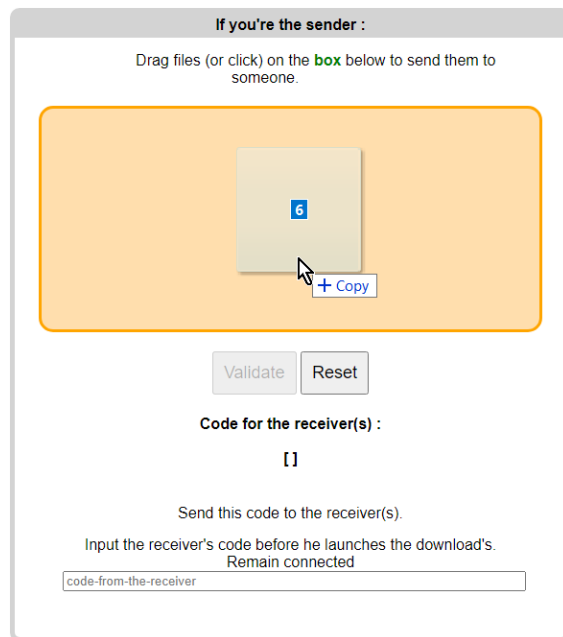 If you're the sender :
Drag files (or click) on the box below to send them to
someone.
6
+ Copy
Validate Reset
Code for the receiver(s) :
[ ]
Send this code to the receiver(s).
Input the receiver's code before he launches the download's.
Remain connected
code-from-the-receiver